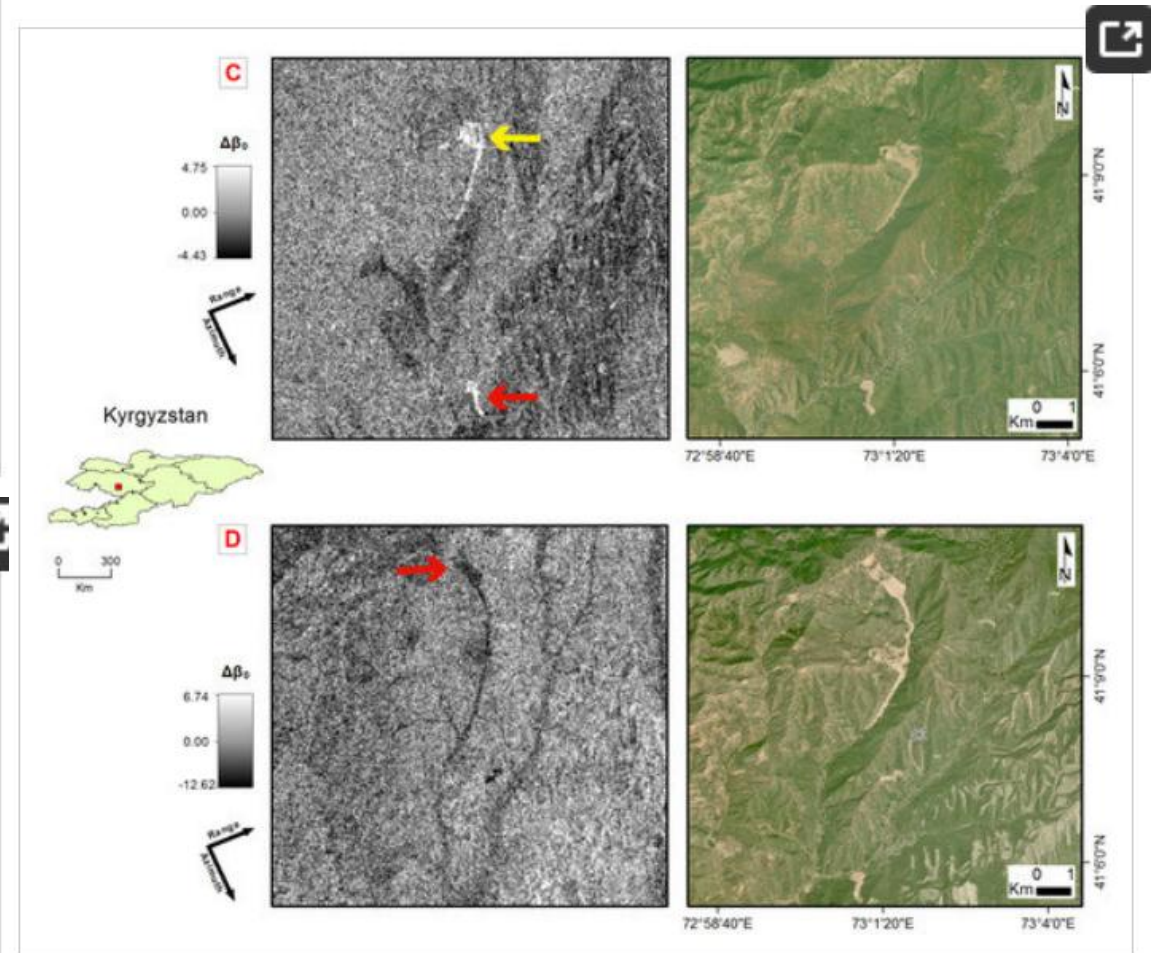 C
Δβ₀
4.75
0.00
-4.43
Range
Azimuth
N
41°9'0"N
41°6'0"N
0 1
Km
72°58'40"E 73°1'20"E 73°4'0"E
Kyrgyzstan
0 300
Km
D
Δβ₀
6.74
0.00
-12.62
Range
Azimuth
N
41°9'0"N
41°6'0"N
0 1
Km
72°58'40"E 73°1'20"E 73°4'0"E